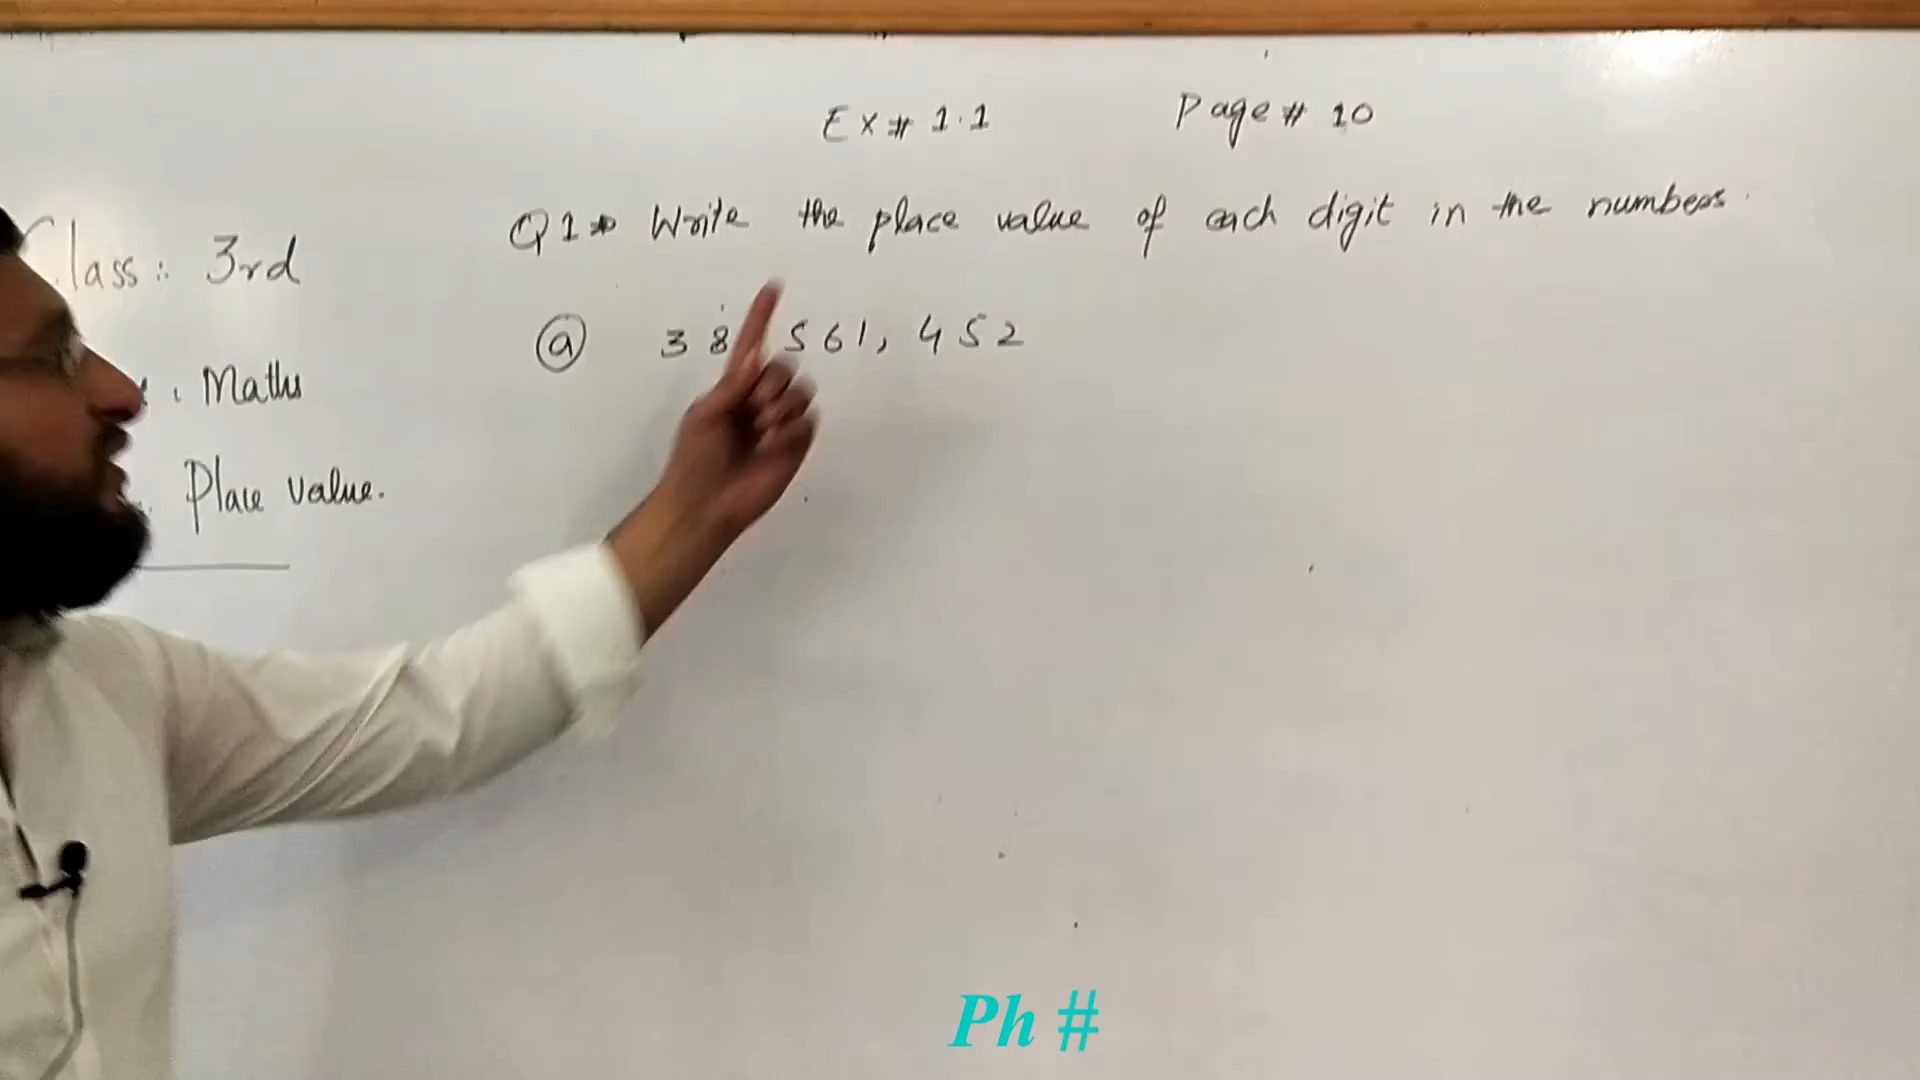 Ex# 1.1 Page# 10
Q1 Write the place value of each digit in the numbers.
Class: 3rd
ⓐ 38 561, 452
: Maths
Place value.
Ph #